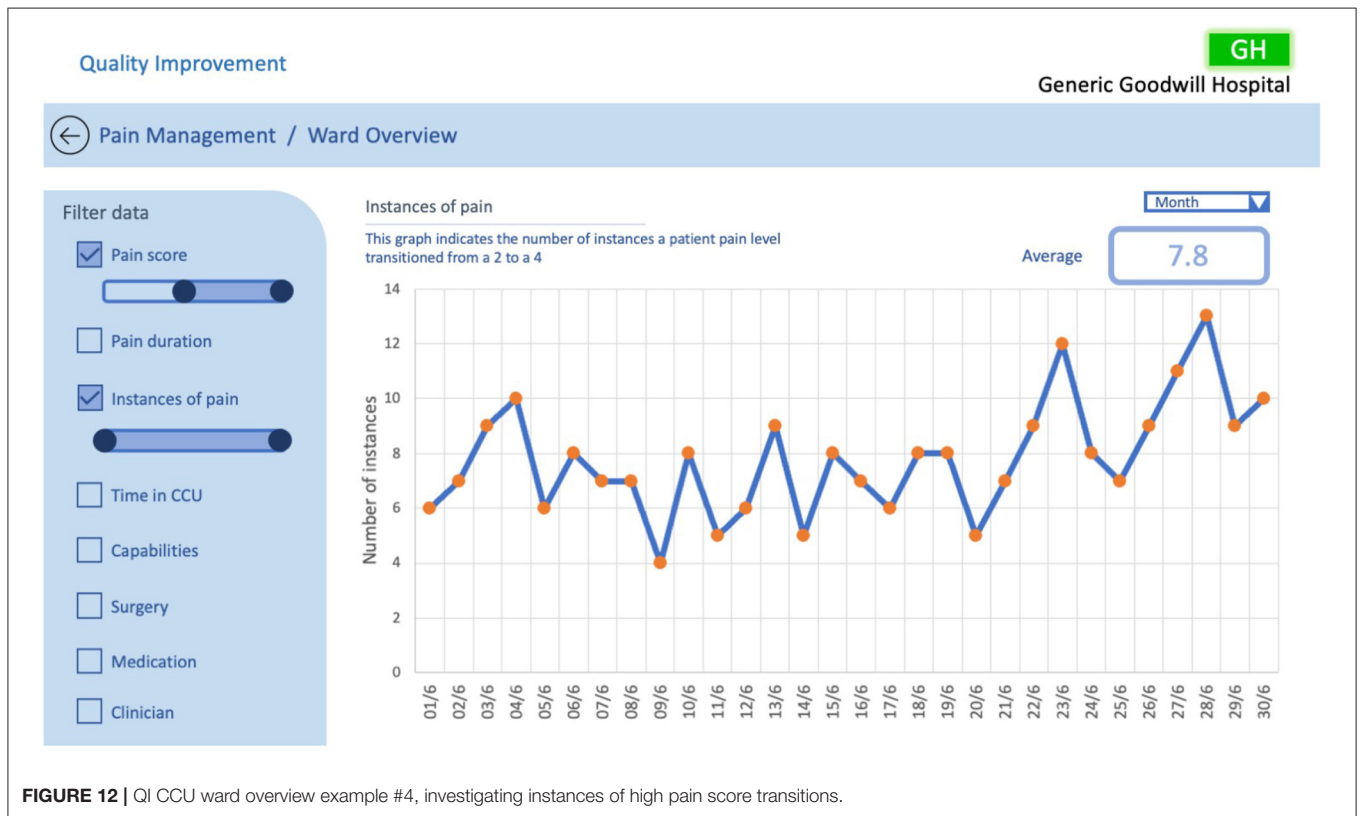 Quality Improvement
GH
Generic Goodwill Hospital
Pain Management / Ward Overview
Filter data
Pain score
Pain duration
Instances of pain
Time in CCU
Capabilities
Surgery
Medication
Clinician
Instances of pain
This graph indicates the number of instances a patient pain level
transitioned from a 2 to a 4
Month
Average
7.8
Number of instances
14
12
10
8
6
4
2
0
01/6
02/6
03/6
04/6
05/6
06/6
07/6
08/6
09/6
10/6
11/6
12/6
13/6
14/6
15/6
16/6
17/6
18/6
19/6
20/6
21/6
22/6
23/6
24/6
25/6
26/6
27/6
28/6
29/6
30/6
FIGURE 12 | QI CCU ward overview example #4, investigating instances of high pain score transitions.